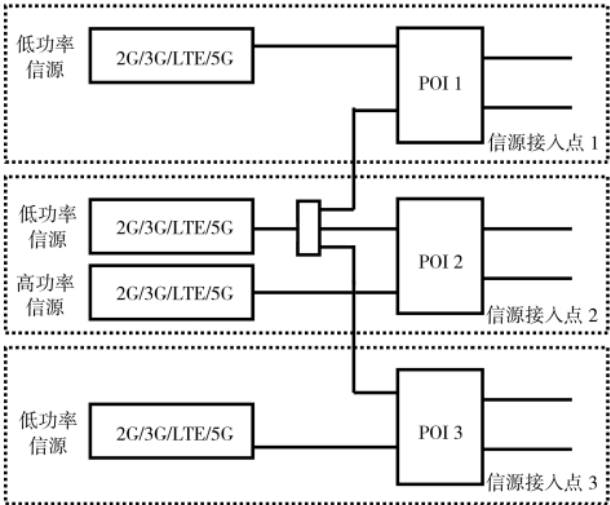 低功率
信源
2G/3G/LTE/5G
POI 1
信源接入点 1
低功率
信源
2G/3G/LTE/5G
高功率
信源
2G/3G/LTE/5G
POI 2
信源接入点 2
低功率
信源
2G/3G/LTE/5G
POI 3
信源接入点 3